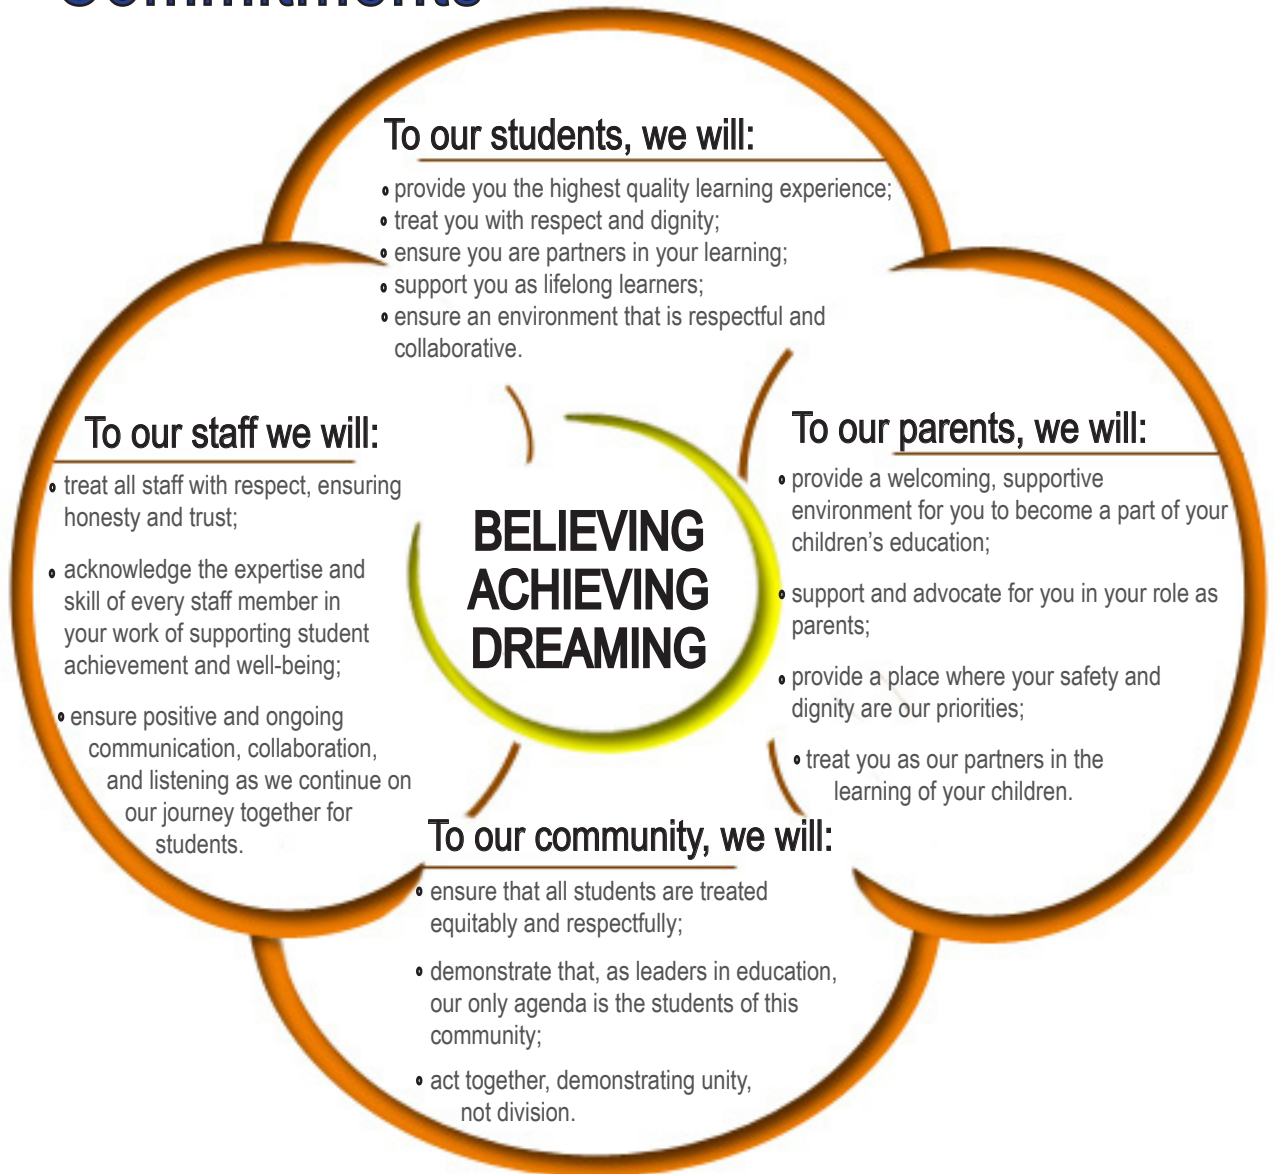 Commitments
To our students, we will:
provide you the highest quality learning experience;
treat you with respect and dignity;
ensure you are partners in your learning;
support you as lifelong learners;
ensure an environment that is respectful and
collaborative.
To our staff we will:
treat all staff with respect, ensuring
honesty and trust;
acknowledge the expertise and
skill of every staff member in
your work of supporting student
achievement and well-being;
ensure positive and ongoing
communication, collaboration,
and listening as we continue on
our journey together for
students.
BELIEVING
ACHIEVING
DREAMING
To our parents, we will:
provide a welcoming, supportive
environment for you to become a part of your
children’s education;
support and advocate for you in your role as
parents;
provide a place where your safety and
dignity are our priorities;
treat you as our partners in the
learning of your children.
To our community, we will:
ensure that all students are treated
equitably and respectfully;
demonstrate that, as leaders in education,
our only agenda is the students of this
community;
act together, demonstrating unity,
not division.